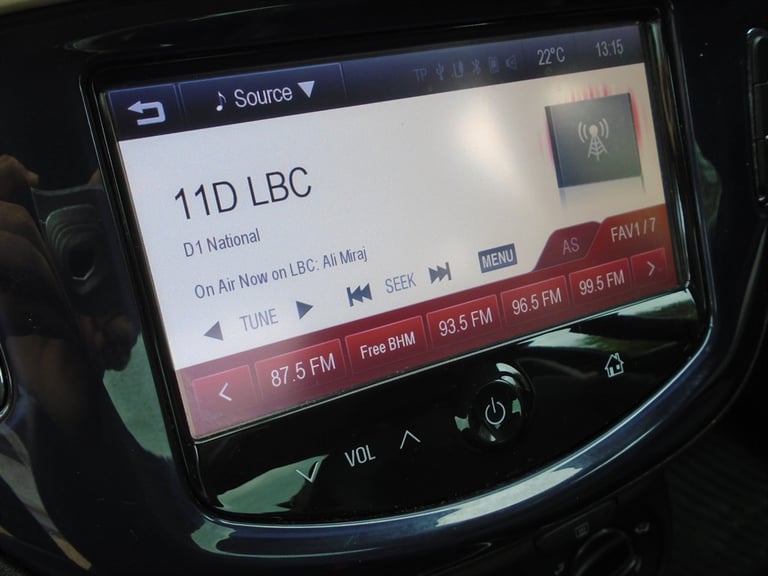 Source
TP
22°C
13:15
11D LBC
D1 National
On Air Now on LBC: Ali Miraj
TUNE
SEEK
MENU
AS
FAV1/7
87.5 FM
Free BHM
93.5 FM
96.5 FM
99.5 FM
VOL